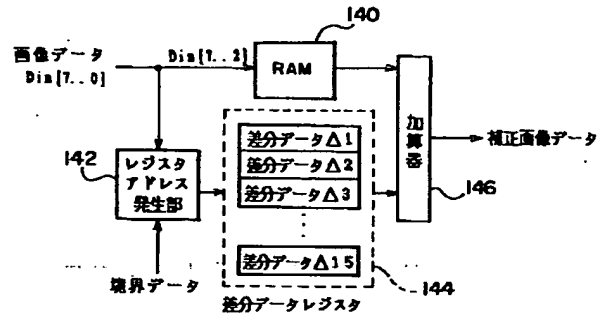 140
画像データ
Din[7..0]
Din[7..2]
RAM
142
レジスタ
アドレス
発生部
差分データΔ1
差分データΔ2
差分データΔ3
差分データΔ15
加算器
補正画像データ
146
144
境界データ
差分データレジスタ